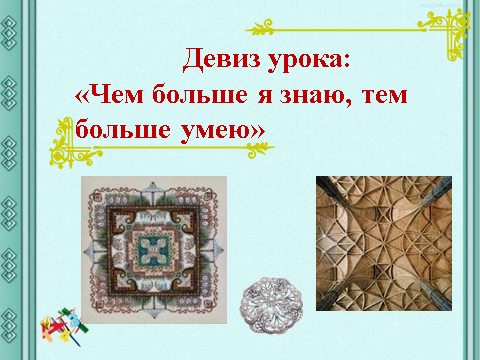 Девиз урока:
«Чем больше я знаю, тем
больше умею»